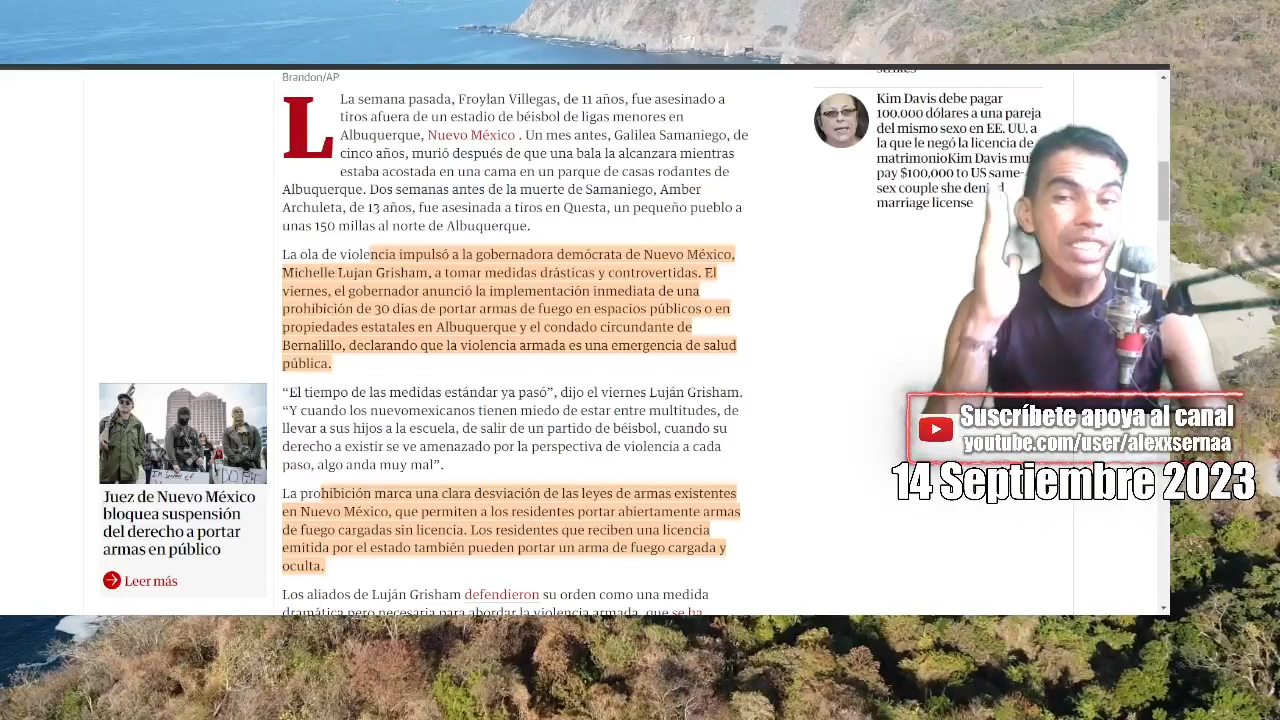 Brandon/AP
La semana pasada, Froylan Villegas, de 11 años, fue asesinado a
tiros afuera de un estadio de béisbol de ligas menores en
Albuquerque, Nuevo México . Un mes antes, Galilea Samaniego, de
cinco años, murió después de que una bala la alcanzara mientras
estaba acostada en una cama en un parque de casas rodantes de
Albuquerque. Dos semanas antes de la muerte de Samaniego, Amber
Archuleta, de 13 años, fue asesinada a tiros en Questa, un pequeño pueblo a
unas 150 millas al norte de Albuquerque.
La ola de violencia impulsó a la gobernadora demócrata de Nuevo México,
Michelle Lujan Grisham, a tomar medidas drásticas y controvertidas. El
viernes, el gobernador anunció la implementación inmediata de una
prohibición de 30 días de portar armas de fuego en espacios públicos o en
propiedades estatales en Albuquerque y el condado circundante de
Bernalillo, declarando que la violencia armada es una emergencia de salud
pública.
“El tiempo de las medidas estándar ya pasó”, dijo el viernes Luján Grisham.
“Y cuando los nuevomexicanos tienen miedo de estar entre multitudes, de
llevar a sus hijos a la escuela, de salir de un partido de béisbol, cuando su
derecho a existir se ve amenazado por la perspectiva de violencia a cada
paso, algo anda muy mal”.
La prohibición marca una clara desviación de las leyes de armas existentes
en Nuevo México, que permiten a los residentes portar abiertamente armas
de fuego cargadas sin licencia. Los residentes que reciben una licencia
emitida por el estado también pueden portar un arma de fuego cargada y
oculta.
Los aliados de Luján Grisham defendieron su orden como una medida
dramática pero necesaria para abordar la violencia armada, que se ha
Juez de Nuevo México
bloquea suspensión
del derecho a portar
armas en público
Leer más
strikes
Kim Davis debe pagar
100.000 dólares a una pareja
del mismo sexo en EE. UU. a
la que le negó la licencia de
matrimonioKim Davis mus
pay $100,000 to US same-
sex couple she denied
marriage license
Suscríbete apoya al canal
youtube.com/user/alexxsernaa
14 Septiembre 2023